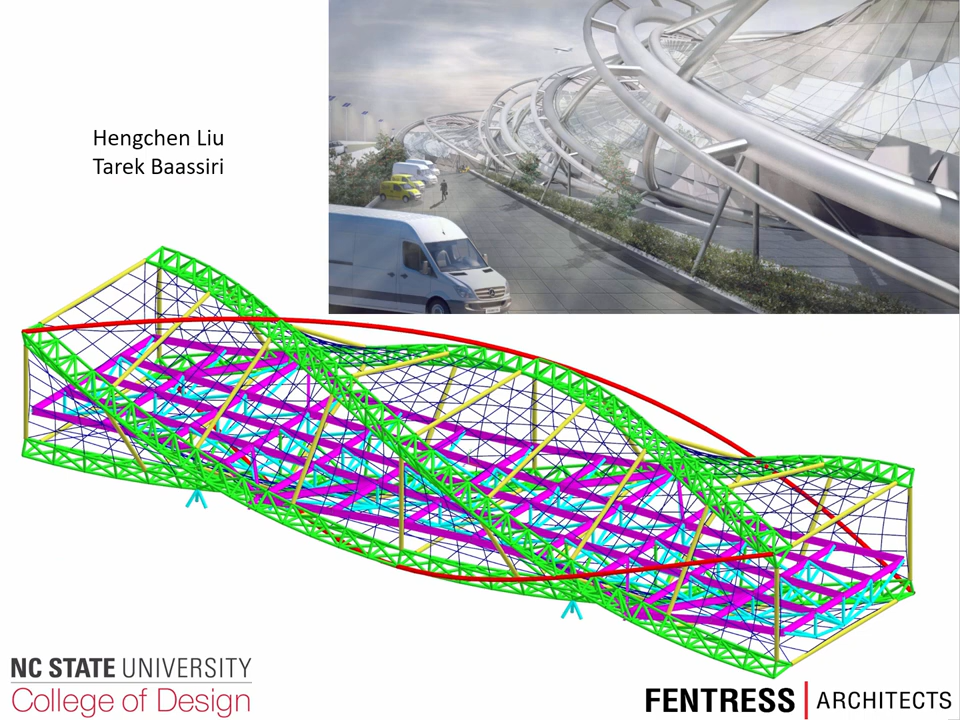 Hengchen Liu
Tarek Baassiri
NC STATE UNIVERSITY
College of Design
FENTRESS | ARCHITECTS